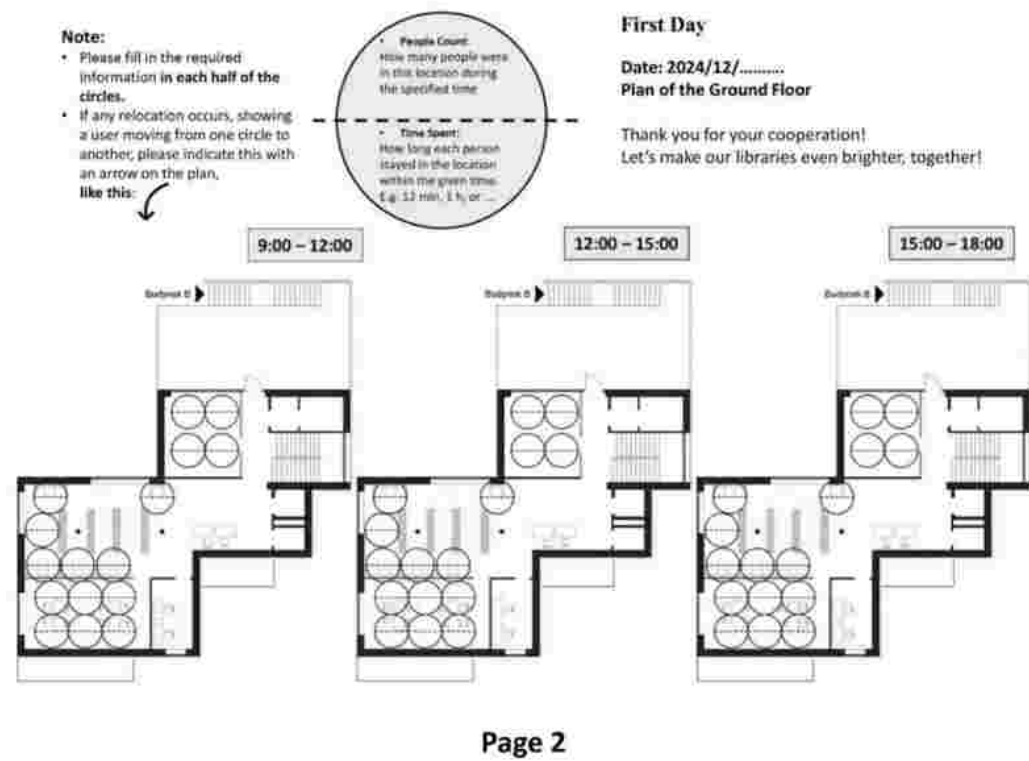 Note:
• Please fill in the required
information in each half of the
circles.
• If any relocation occurs, showing
a user moving from one circle to
another, please indicate this with
an arrow on the plan,
like this:
• People Count:
How many people were
in this location during
the specified time
• Time Spent:
How long each person
stayed in the location
within the given time.
E.g. 12 min, 1 h, or ...
First Day
Date: 2024/12/.........
Plan of the Ground Floor
Thank you for your cooperation!
Let's make our libraries even brighter, together!
9:00 – 12:00
12:00 – 15:00
15:00 – 18:00
Page 2